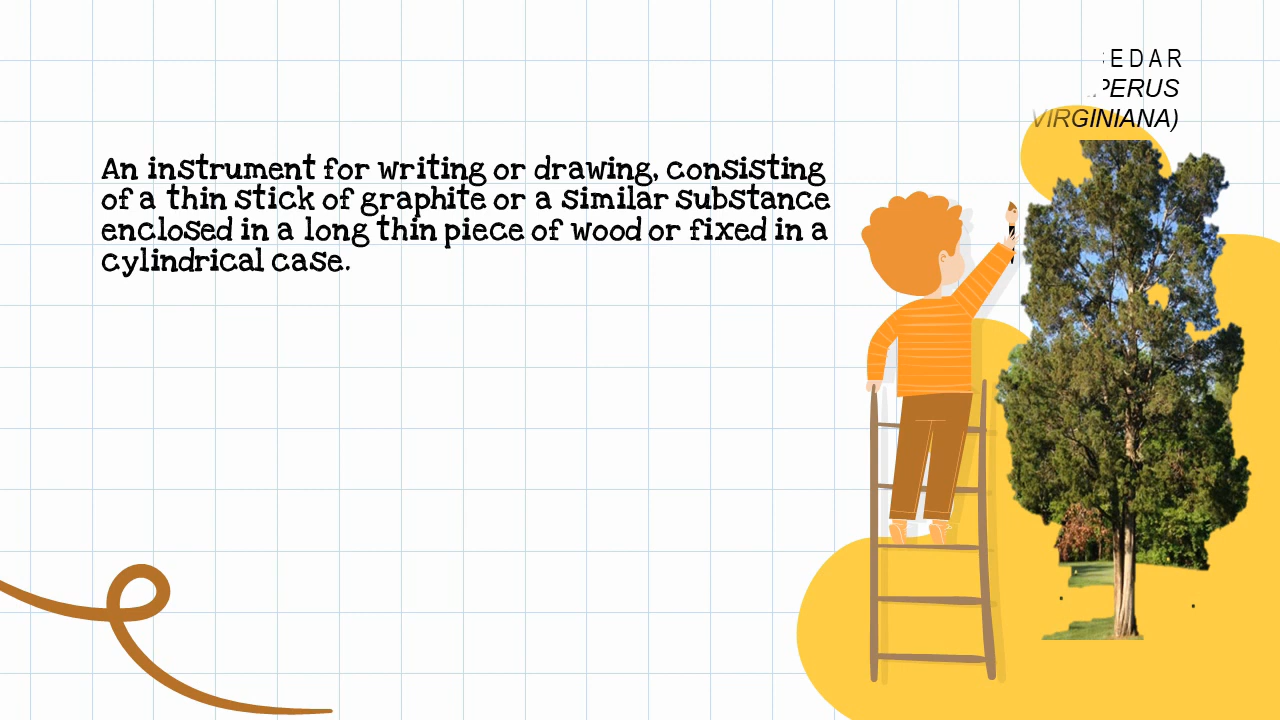 An instrument for writing or drawing, consisting
of a thin stick of graphite or a similar substance
enclosed in a long thin piece of wood or fixed in a
cylindrical case.
EDAR
PERUS
VIRGINIANA)